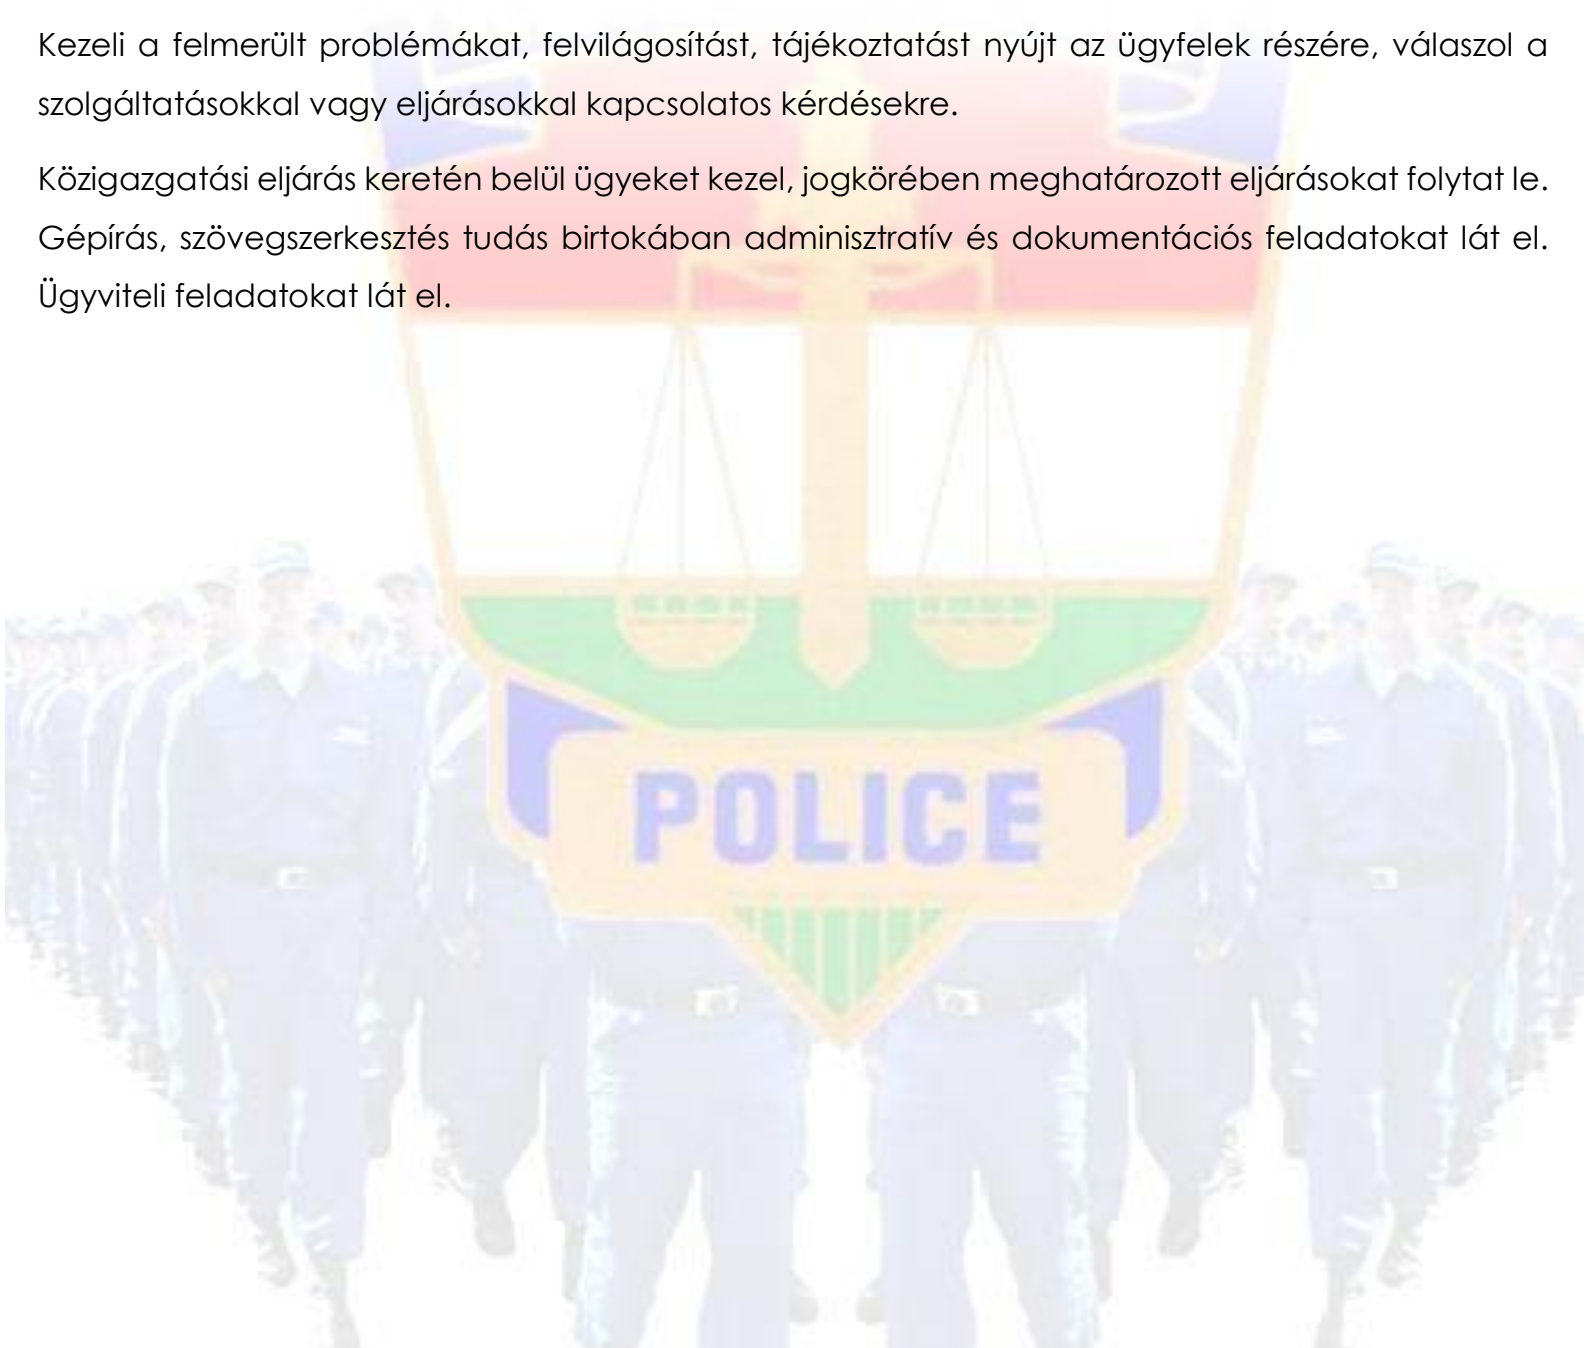 Kezeli a felmerült problémákat, felvilágosítást, tájékoztatást nyújt az ügyfelek részére, válaszol a
szolgáltatásokkal vagy eljárásokkal kapcsolatos kérdésekre.
Közigazgatási eljárás keretén belül ügyeket kezel, jogkörében meghatározott eljárásokat folytat le.
Gépírás, szövegszerkesztés tudás birtokában adminisztratív és dokumentációs feladatokat lát el.
Ügyviteli feladatokat lát el.
POLICE